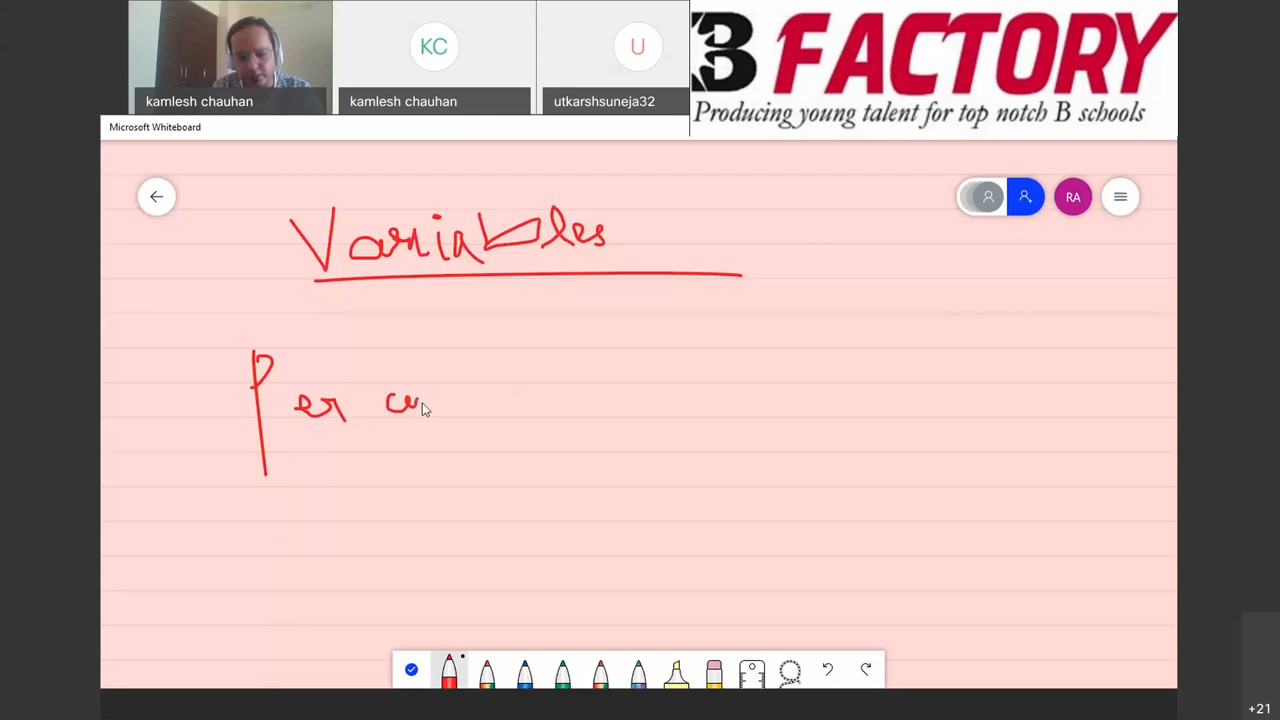 KC
U
kamlesh chauhan
kamlesh chauhan
utkarshsuneja32
B FACTORY
Producing young talent for top notch B schools
Microsoft Whiteboard
RA
Variables
Per
+21